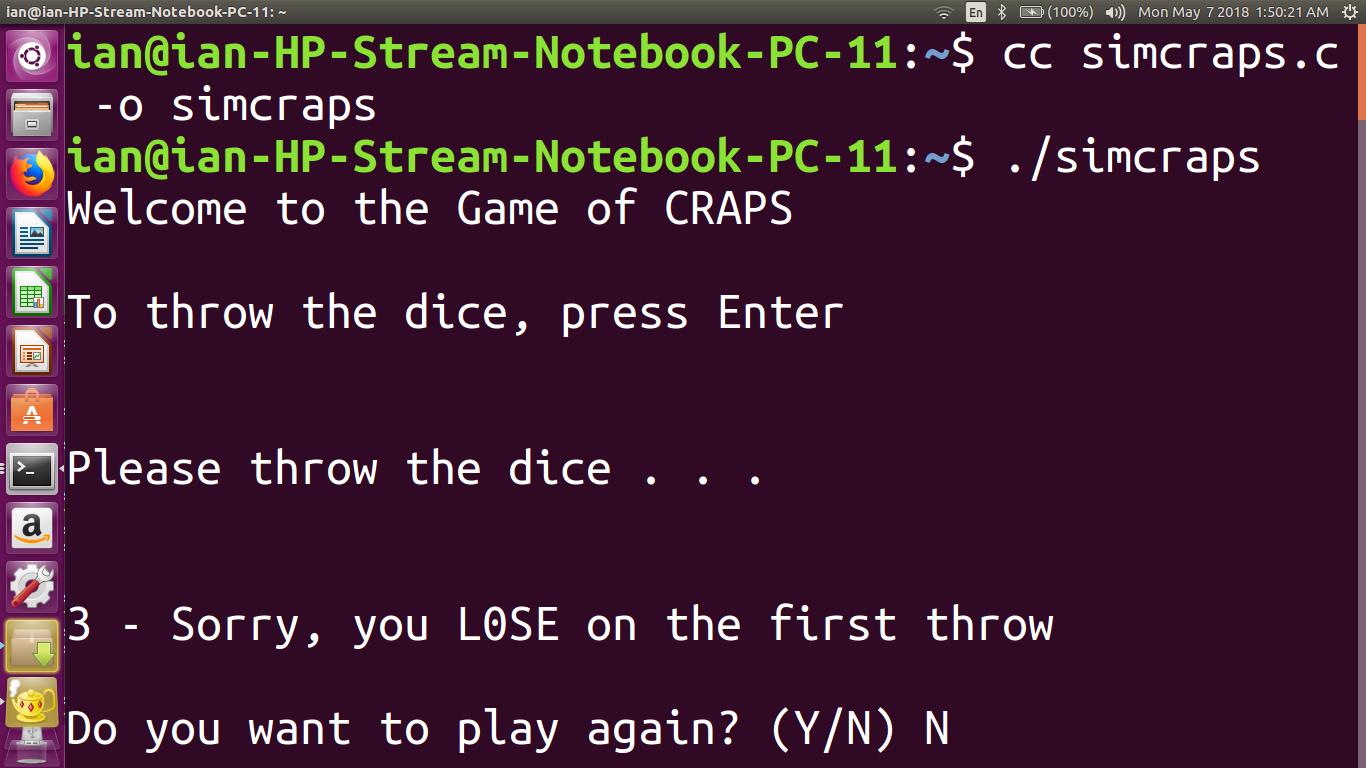 ian@ian-HP-Stream-Notebook-PC-11: ~
En
(100%)
Mon May 7 2018 1:50:21 AM
ian@ian-HP-Stream-Notebook-PC-11:~$ cc simcraps.c
-o simcraps
ian@ian-HP-Stream-Notebook-PC-11:~$ ./simcraps
Welcome to the Game of CRAPS
To throw the dice, press Enter
Please throw the dice . . .
3 - Sorry, you L0SE on the first throw
Do you want to play again? (Y/N) N